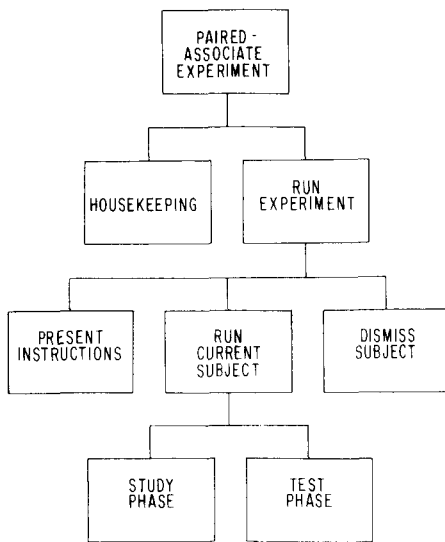 PAIRED-
ASSOCIATE
EXPERIMENT
HOUSEKEEPING
RUN
EXPERIMENT
PRESENT
INSTRUCTIONS
RUN
CURRENT
SUBJECT
DISMISS
SUBJECT
STUDY
PHASE
TEST
PHASE